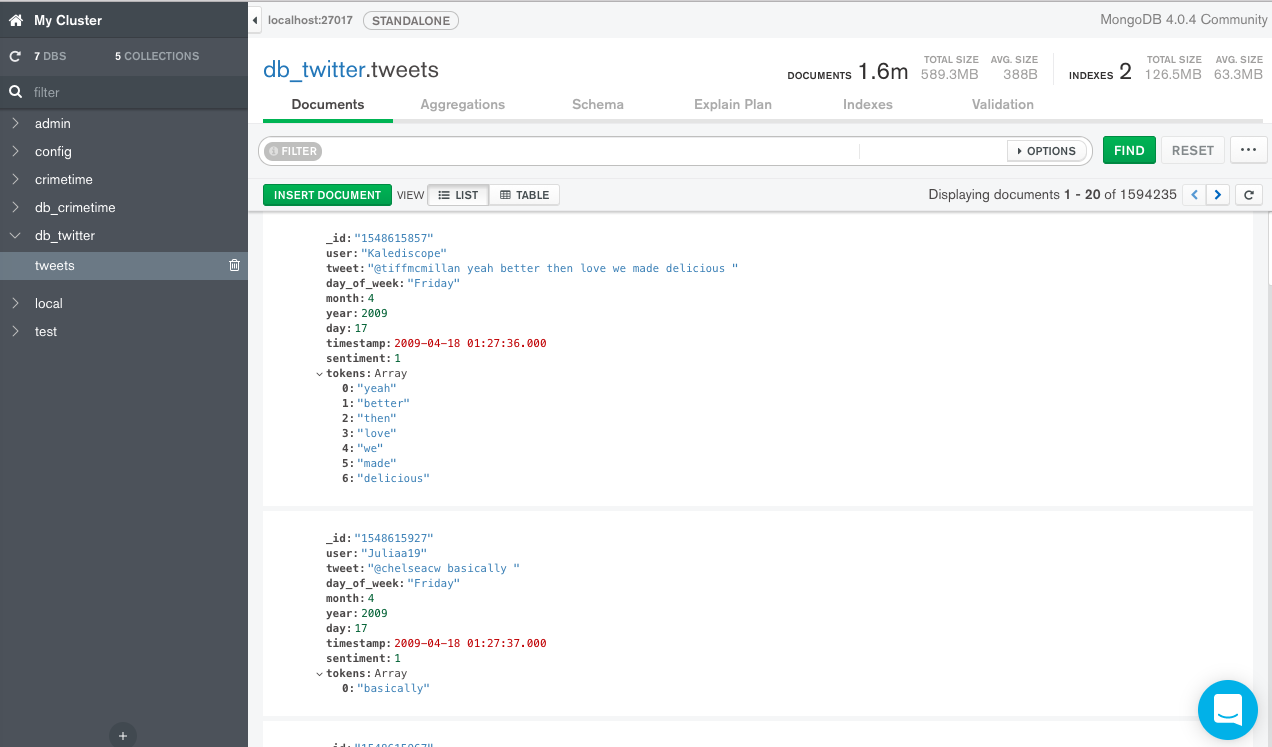 My Cluster
localhost:27017 STANDALONE MongoDB 4.0.4 Community
7 DBS 5 COLLECTIONS
filter
admin
config
crimetime
db_crimetime
db_twitter
tweets
local
test
db_twitter.tweets
DOCUMENTS 1.6m TOTAL SIZE 589.3MB AVG. SIZE 388B INDEXES 2 TOTAL SIZE 126.5MB AVG. SIZE 63.3MB
Documents Aggregations Schema Explain Plan Indexes Validation
FILTER OPTIONS FIND RESET ...
INSERT DOCUMENT VIEW LIST TABLE Displaying documents 1 - 20 of 1594235
_id: "1548615857"
user: "Kalediscope"
tweet: "@tiffmcmillan yeah better then love we made delicious "
day_of_week: "Friday"
month: 4
year: 2009
day: 17
timestamp: 2009-04-18 01:27:36.000
sentiment: 1
tokens: Array
0: "yeah"
1: "better"
2: "then"
3: "love"
4: "we"
5: "made"
6: "delicious"
_id: "1548615927"
user: "Juliaa19"
tweet: "@chelseacw basically "
day_of_week: "Friday"
month: 4
year: 2009
day: 17
timestamp: 2009-04-18 01:27:37.000
sentiment: 1
tokens: Array
0: "basically"